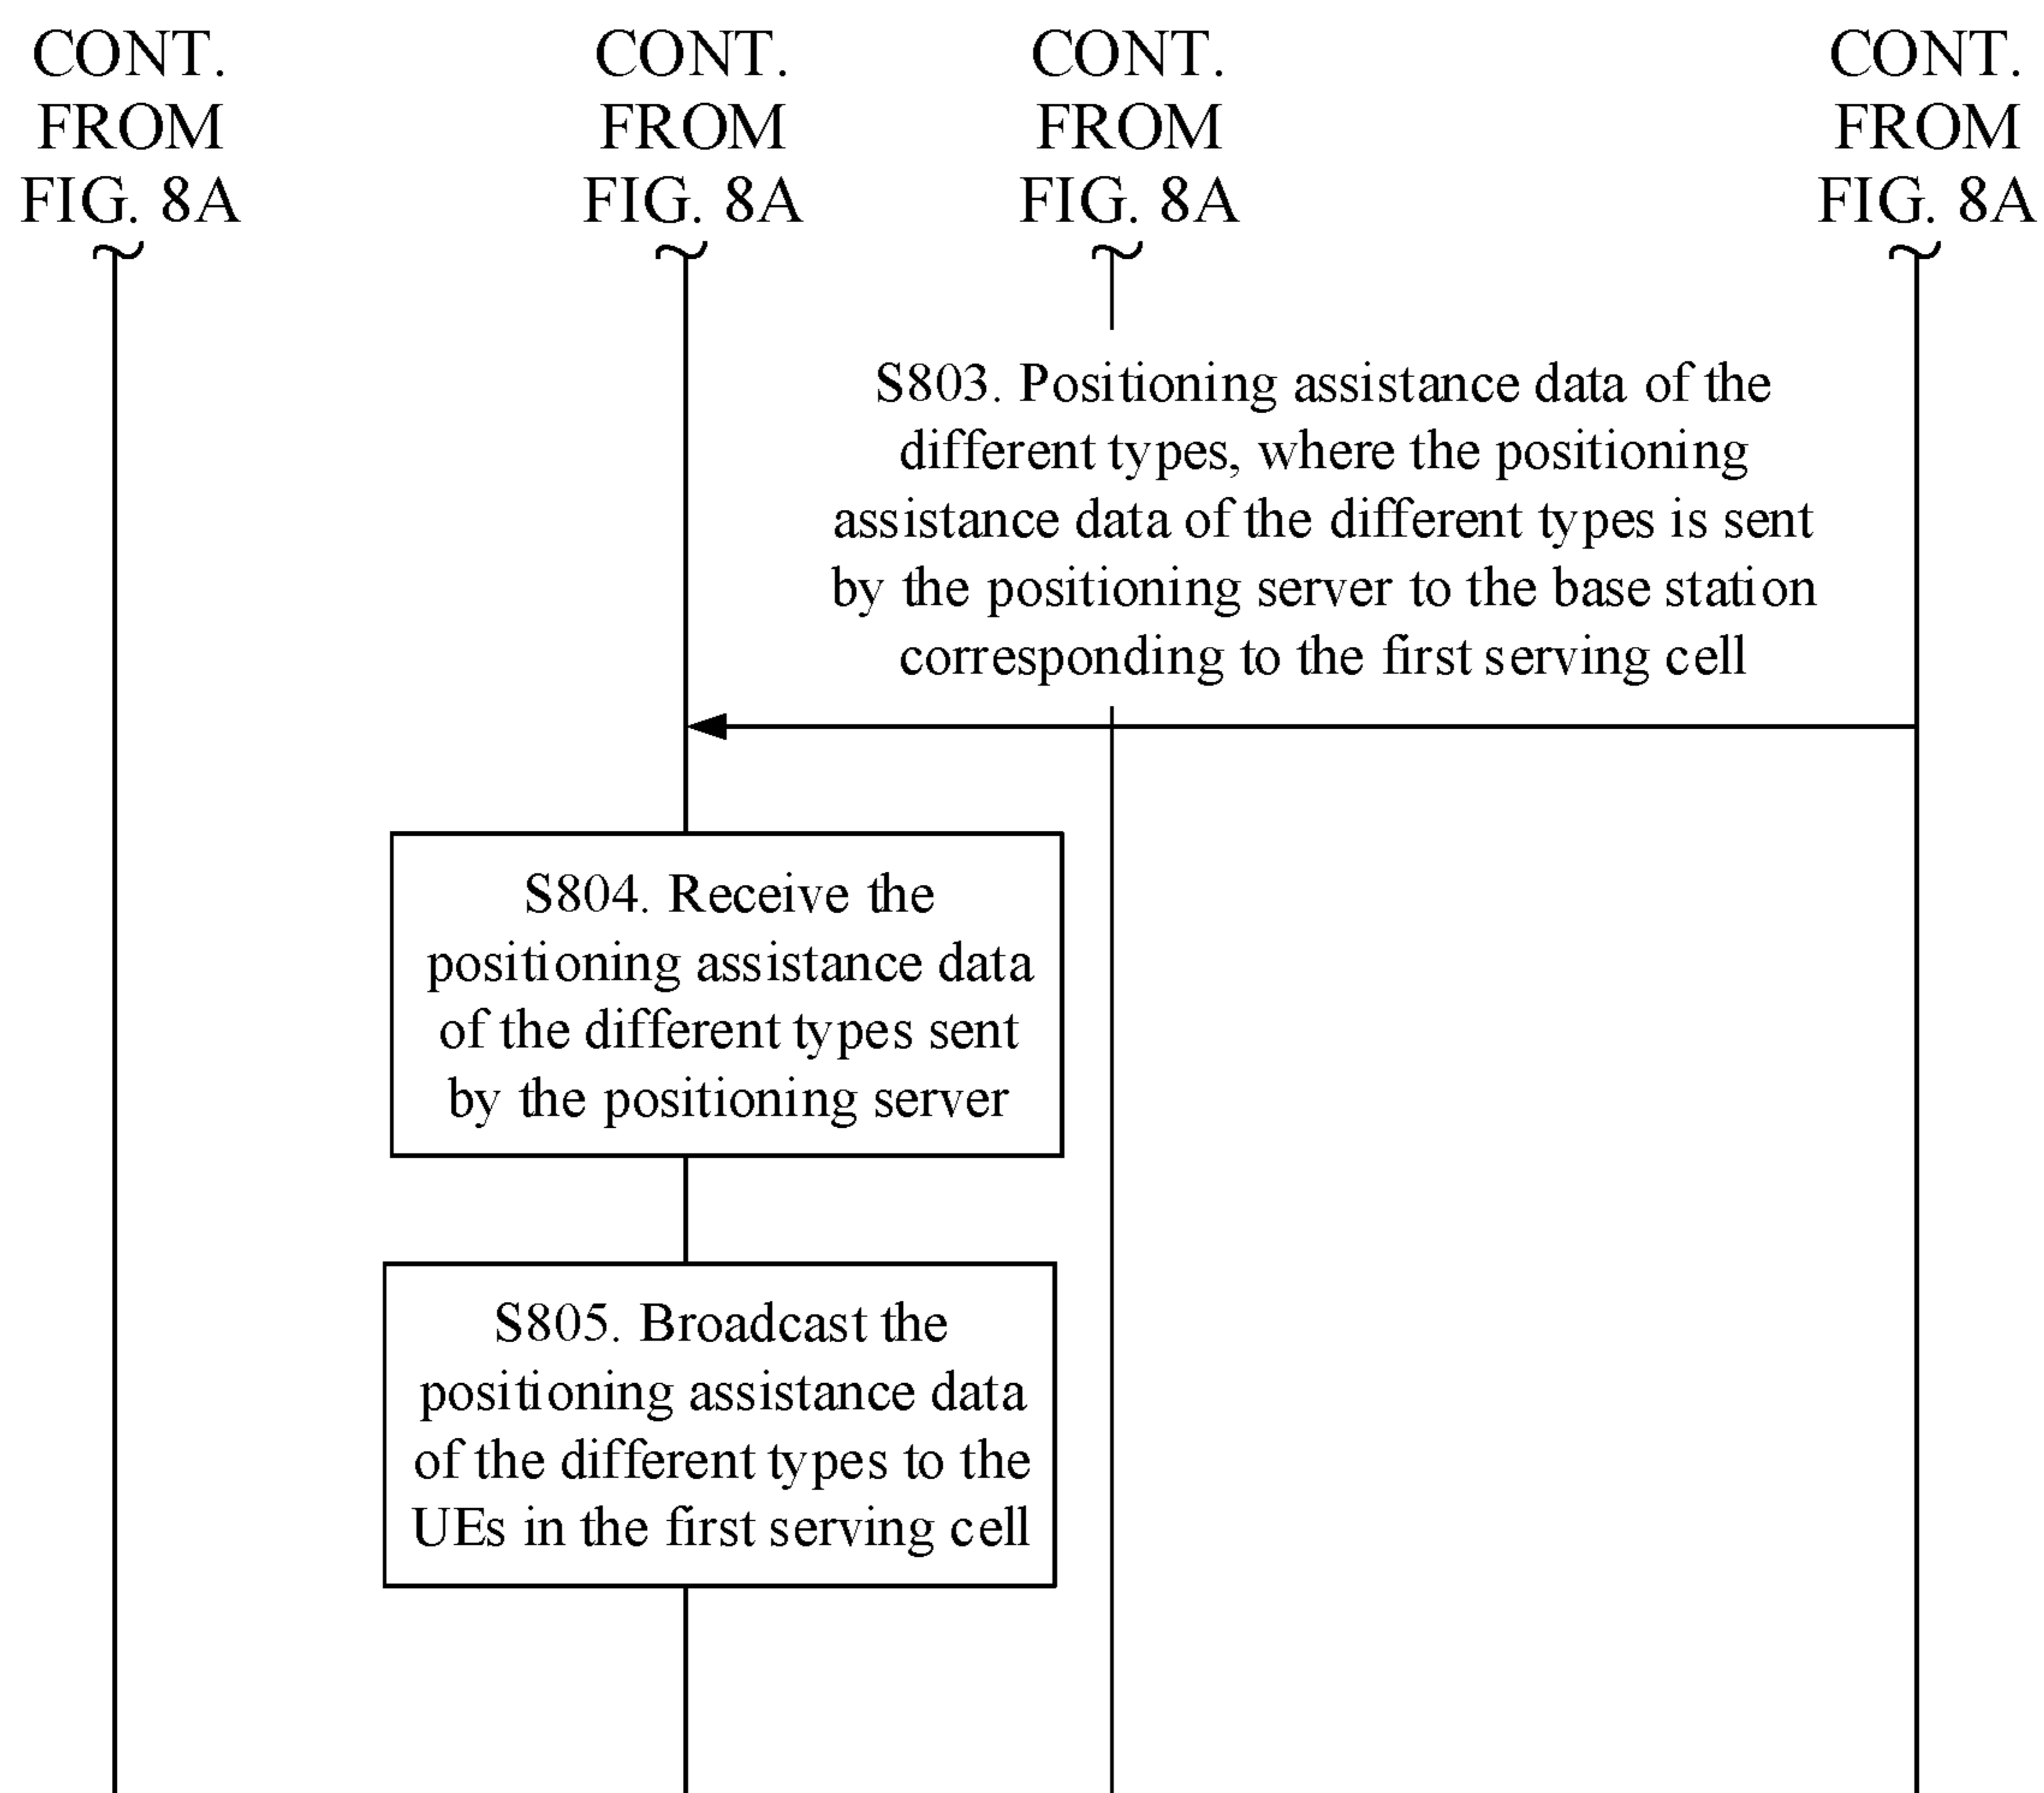 CONT.
FROM
FIG. 8A
CONT.
FROM
FIG. 8A
CONT.
FROM
FIG. 8A
CONT.
FROM
FIG. 8A
S803. Positioning assistance data of the
different types, where the positioning
assistance data of the different types is sent
by the positioning server to the base station
corresponding to the first serving cell
S804. Receive the
positioning assistance data
of the different types sent
by the positioning server
S805. Broadcast the
positioning assistance data
of the different types to the
UEs in the first serving cell